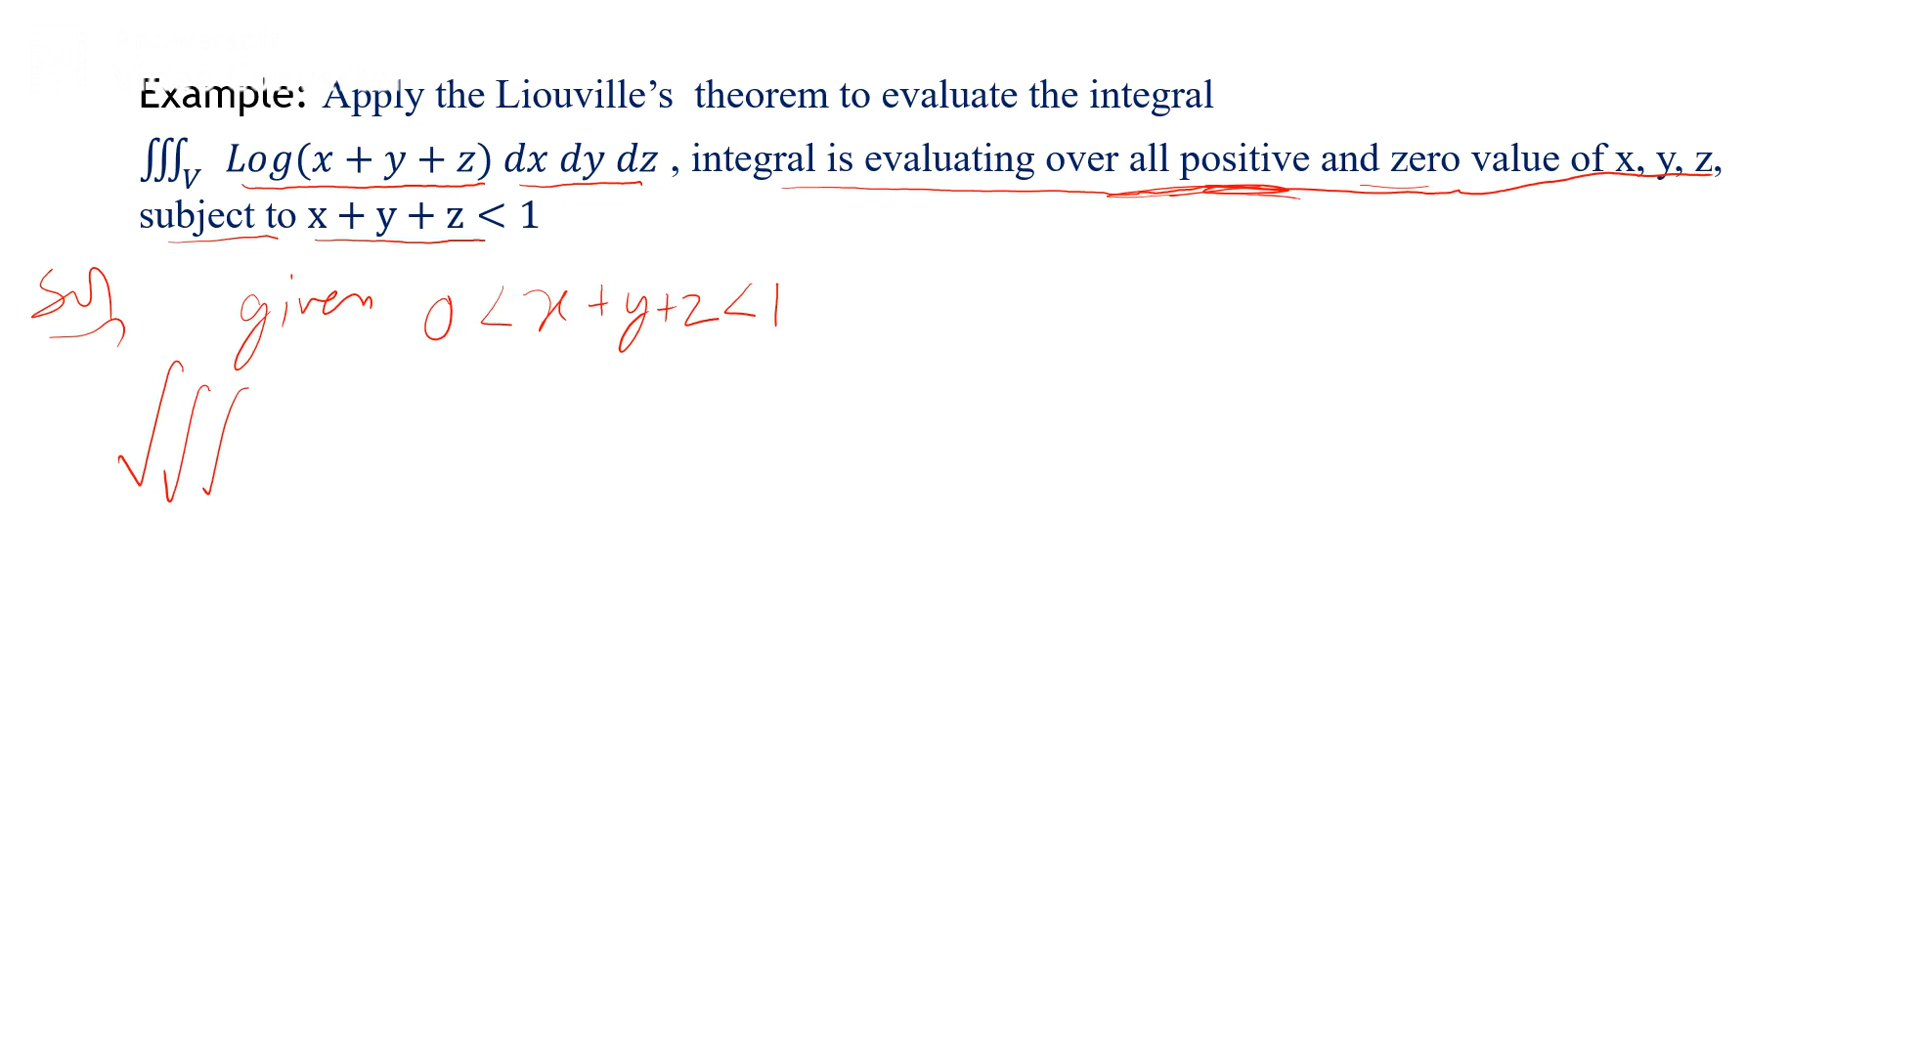 Example: Apply the Liouville’s theorem to evaluate the integral
∭_V Log(x + y + z) dx dy dz , integral is evaluating over all positive and zero value of x, y, z,
subject to x + y + z < 1
Sol
given 0 < x + y + z < 1
∭